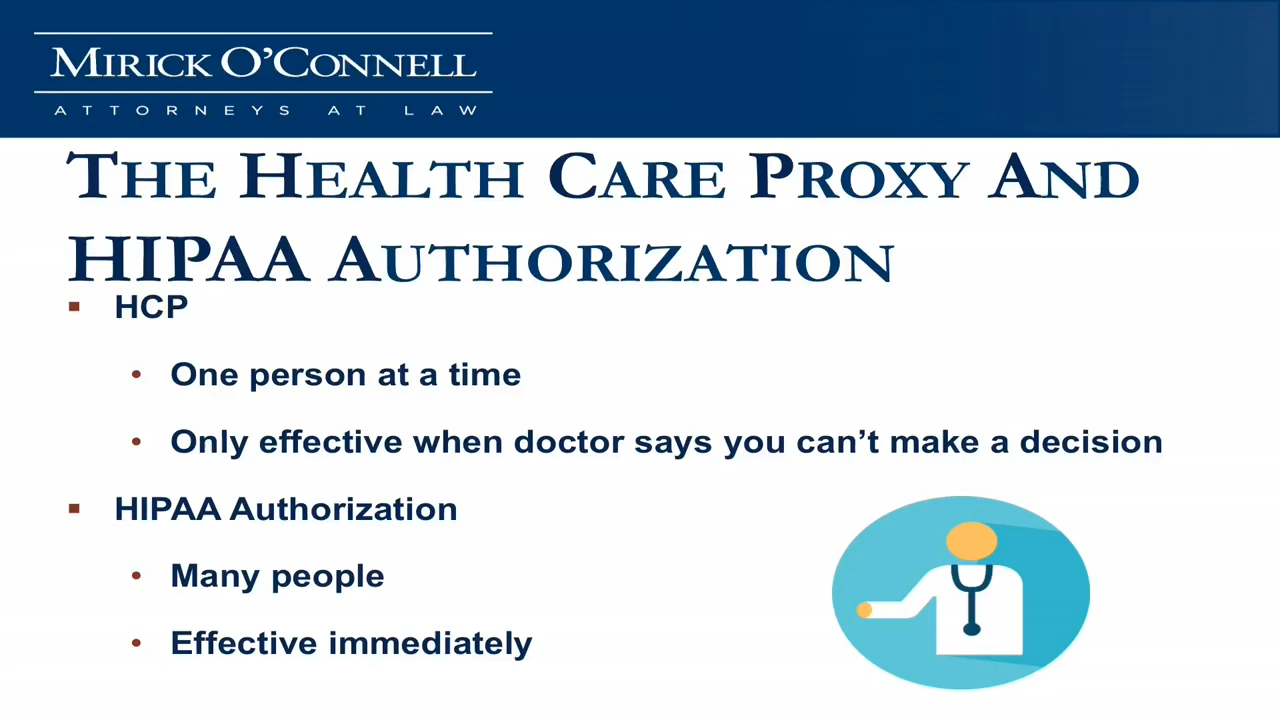 MIRICK O'CONNELL
ATTORNEYS AT LAW
THE HEALTH CARE PROXY AND
HIPAA AUTHORIZATION
▪ HCP
• One person at a time
• Only effective when doctor says you can't make a decision
▪ HIPAA Authorization
• Many people
• Effective immediately